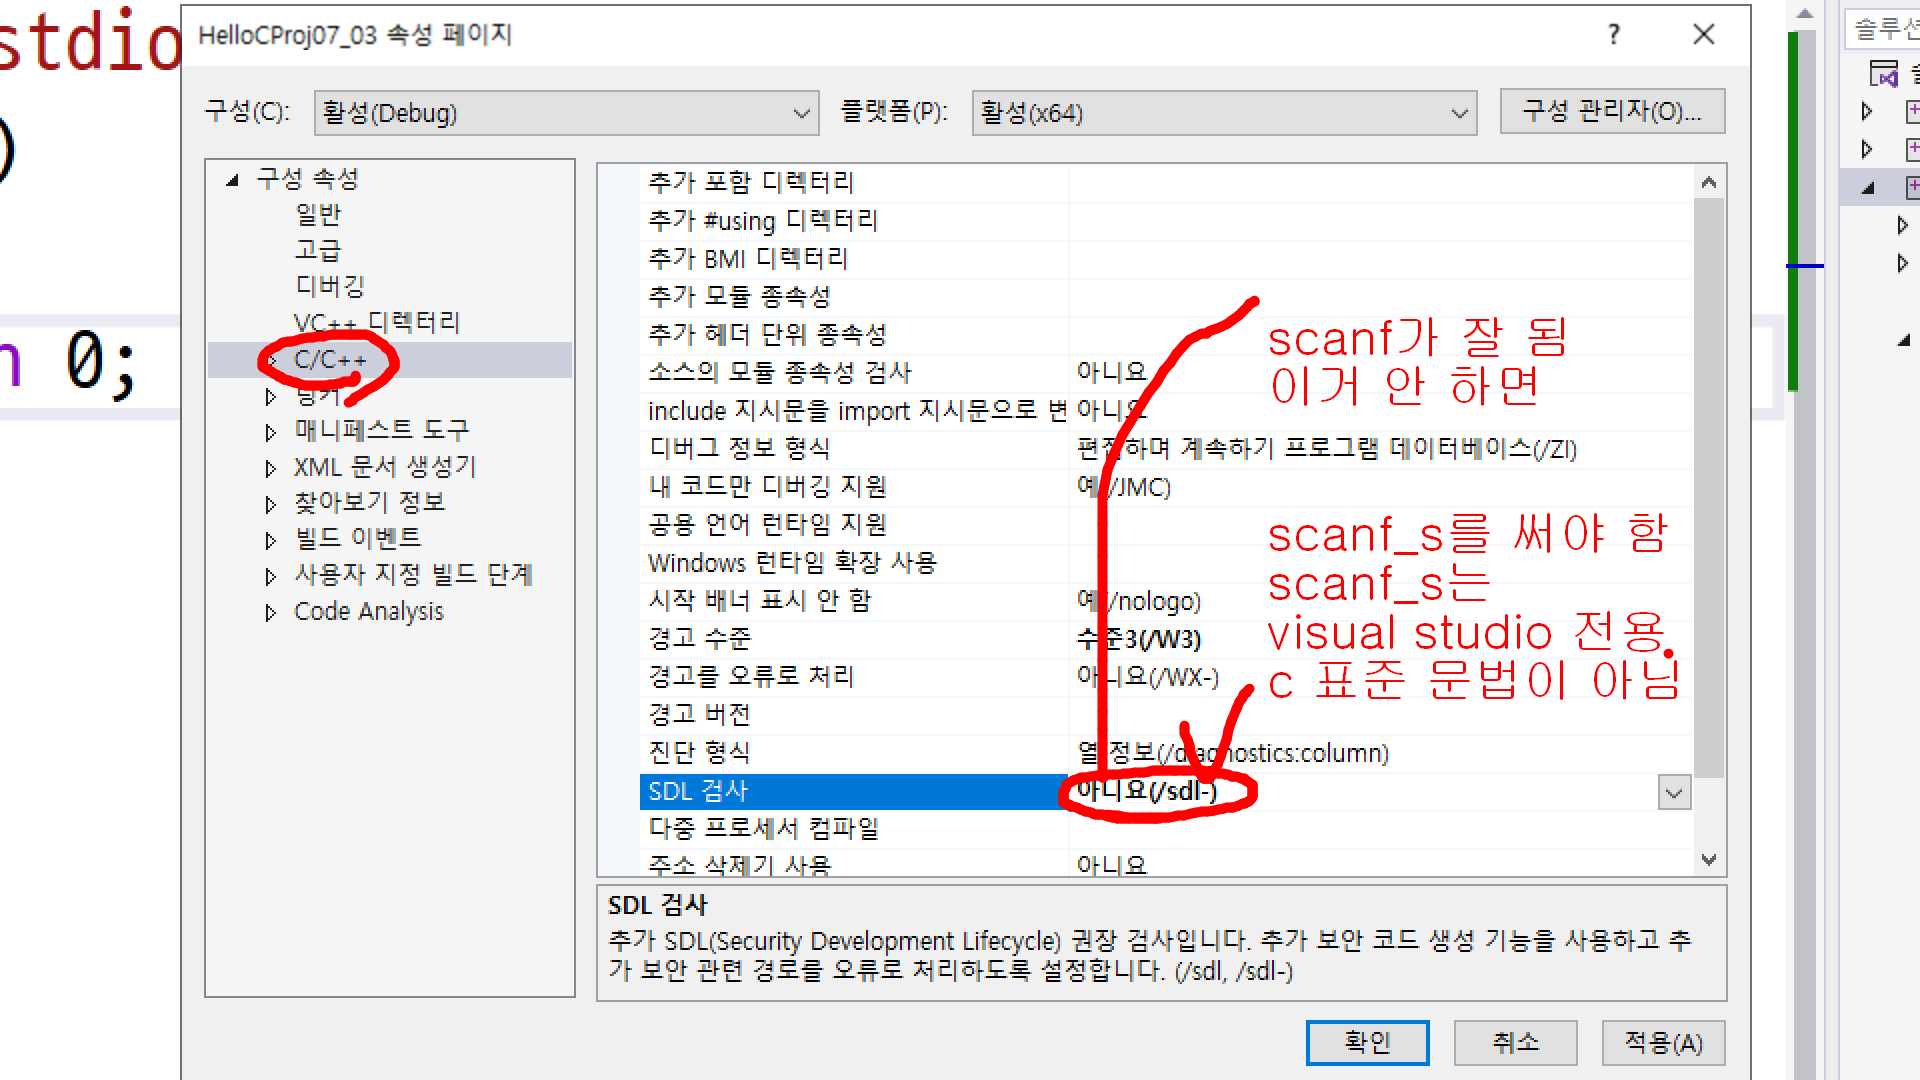 stdio
HelloCProj07_03 속성 페이지
?
구성(C):
활성(Debug)
플랫폼(P):
활성(x64)
구성 관리자(O)...
솔루션
)
n 0;
구성 속성
일반
고급
디버깅
VC++ 디렉터리
C/C++
링커
매니페스트 도구
XML 문서 생성기
찾아보기 정보
빌드 이벤트
사용자 지정 빌드 단계
Code Analysis
추가 포함 디렉터리
추가 #using 디렉터리
추가 BMI 디렉터리
추가 모듈 종속성
추가 헤더 단위 종속성
소스의 모듈 종속성 검사 아니요
include 지시문을 import 지시문으로 변 아니요
디버그 정보 형식 편집하며 계속하기 프로그램 데이터베이스(/ZI)
내 코드만 디버깅 지원 예(/JMC)
공용 언어 런타임 지원
Windows 런타임 확장 사용
시작 배너 표시 안 함 예(/nologo)
경고 수준 수준3(/W3)
경고를 오류로 처리 아니요(/WX-)
경고 버전
진단 형식 열 정보(/diagnostics:column)
SDL 검사 아니요(/sdl-)
다중 프로세서 컴파일
주소 삭제기 사용 아니요
scanf가 잘 됨
이거 안 하면
scanf_s를 써야 함
scanf_s는
visual studio 전용.
c 표준 문법이 아님
SDL 검사
추가 SDL(Security Development Lifecycle) 권장 검사입니다. 추가 보안 코드 생성 기능을 사용하고 추
가 보안 관련 경로를 오류로 처리하도록 설정합니다. (/sdl, /sdl-)
확인
취소
적용(A)